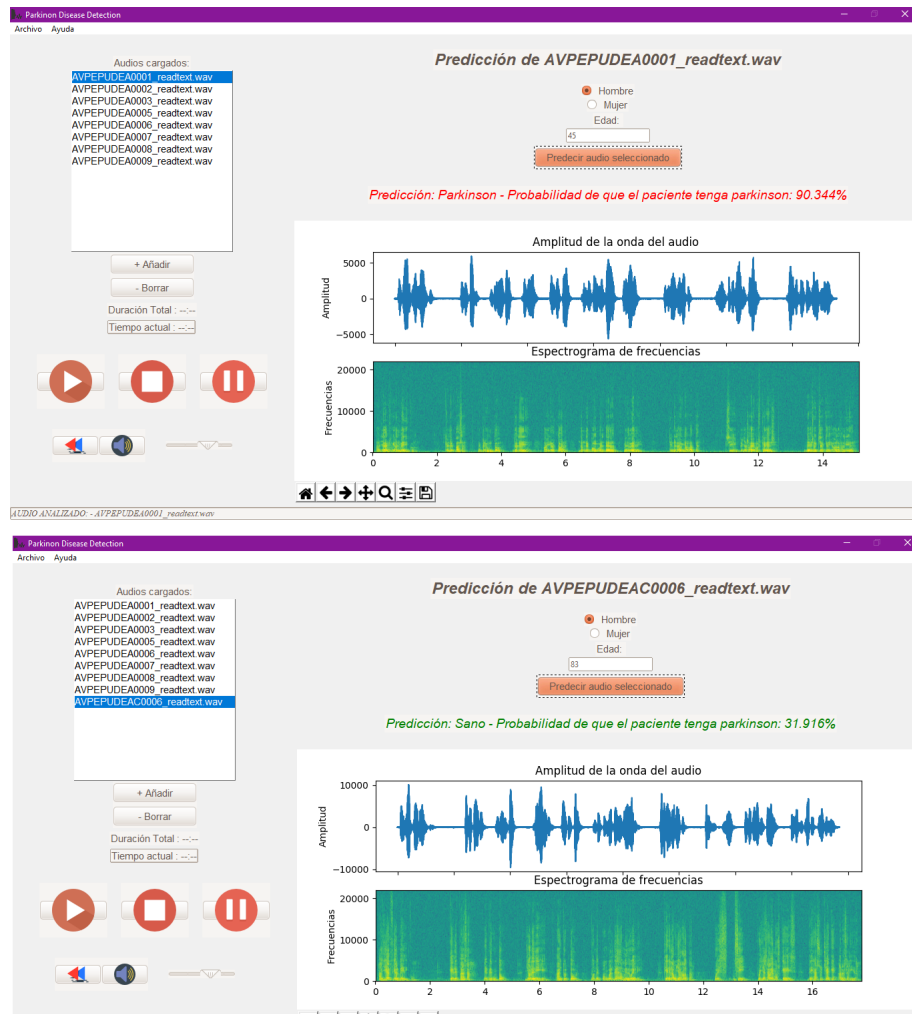 Parkinon Disease Detection
Archivo Ayuda
Audios cargados:
AVPEPUDEA0001_readtext.wav
AVPEPUDEA0002_readtext.wav
AVPEPUDEA0003_readtext.wav
AVPEPUDEA0005_readtext.wav
AVPEPUDEA0006_readtext.wav
AVPEPUDEA0007_readtext.wav
AVPEPUDEA0008_readtext.wav
AVPEPUDEA0009_readtext.wav
+ Añadir
- Borrar
Duración Total : --:--
Tiempo actual : --:--
Predicción de AVPEPUDEA0001_readtext.wav
Hombre
Mujer
Edad:
45
Predecir audio seleccionado
Predicción: Parkinson - Probabilidad de que el paciente tenga parkinson: 90.344%
Amplitud de la onda del audio
Amplitud
5000
0
−5000
Espectrograma de frecuencias
Frecuencias
20000
10000
0
0 2 4 6 8 10 12 14
AUDIO ANALIZADO: - AVPEPUDEA0001_readtext.wav
Parkinon Disease Detection
Archivo Ayuda
Audios cargados:
AVPEPUDEA0001_readtext.wav
AVPEPUDEA0002_readtext.wav
AVPEPUDEA0003_readtext.wav
AVPEPUDEA0005_readtext.wav
AVPEPUDEA0006_readtext.wav
AVPEPUDEA0007_readtext.wav
AVPEPUDEA0008_readtext.wav
AVPEPUDEA0009_readtext.wav
AVPEPUDEAC0006_readtext.wav
+ Añadir
- Borrar
Duración Total : --:--
Tiempo actual : --:--
Predicción de AVPEPUDEAC0006_readtext.wav
Hombre
Mujer
Edad:
83
Predecir audio seleccionado
Predicción: Sano - Probabilidad de que el paciente tenga parkinson: 31.916%
Amplitud de la onda del audio
Amplitud
10000
0
−10000
Espectrograma de frecuencias
Frecuencias
20000
10000
0
0 2 4 6 8 10 12 14 16